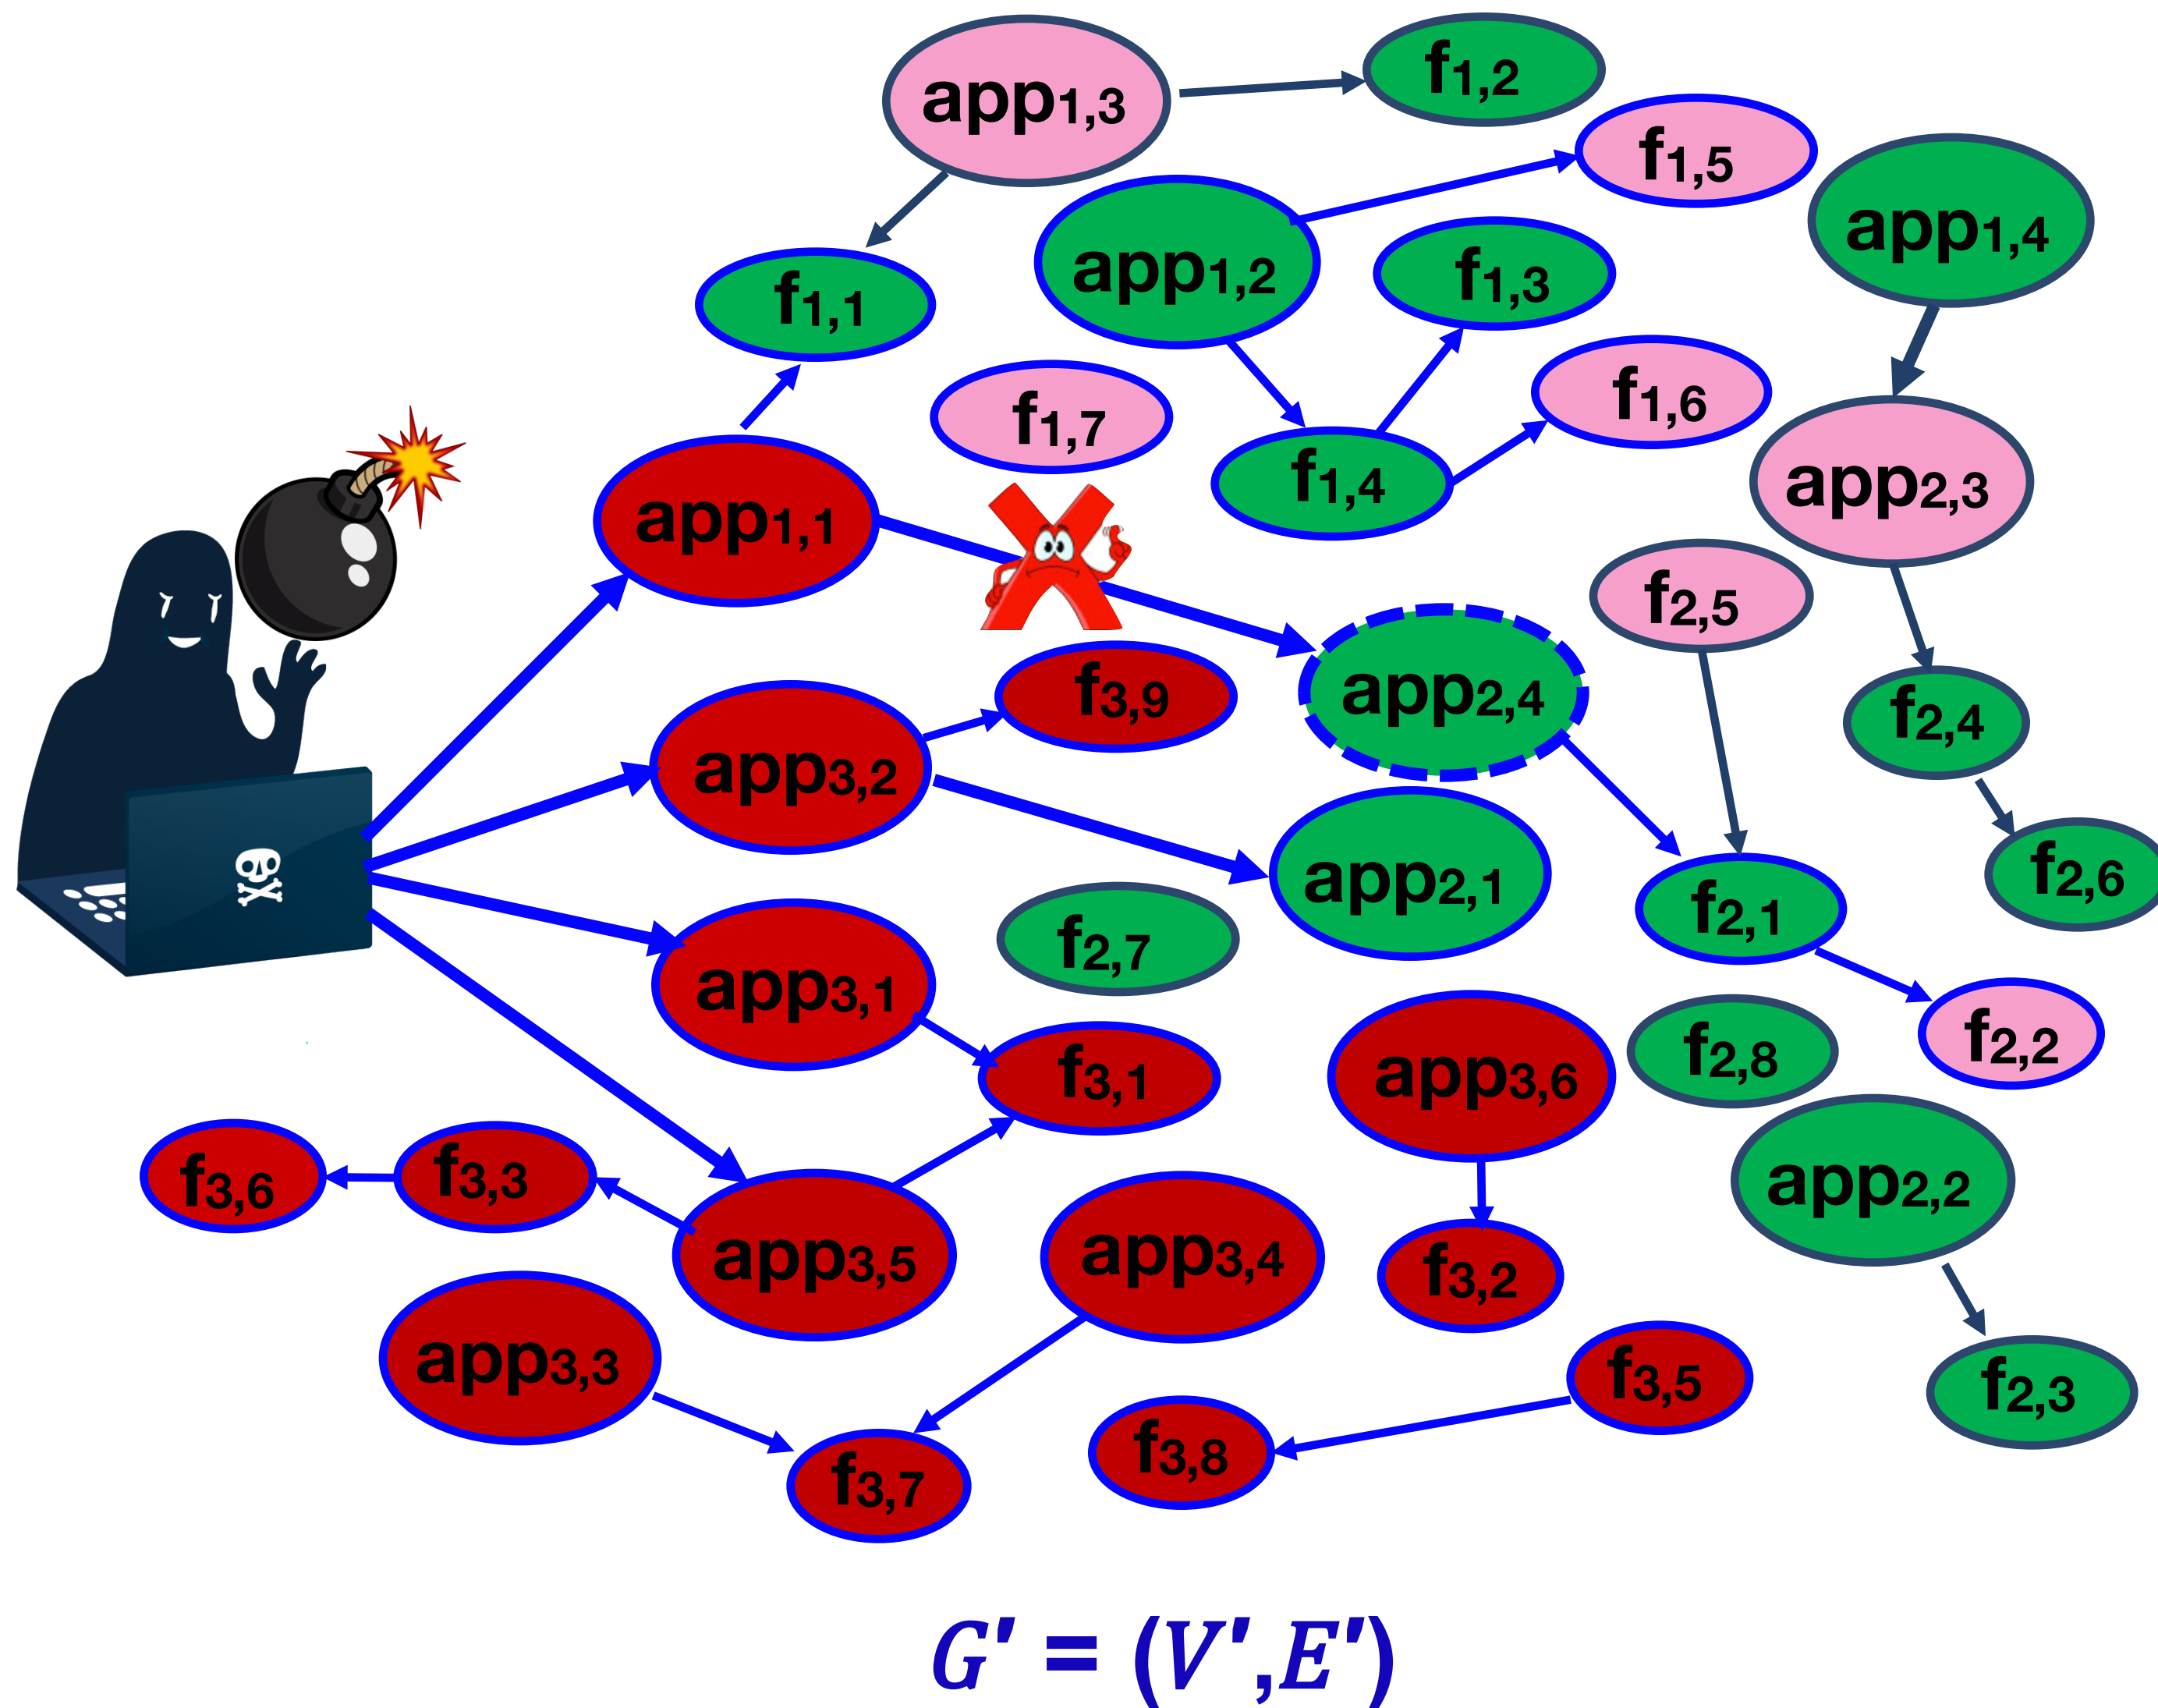 app1,3
f1,2
f1,5
app1,4
app1,2
f1,3
f1,1
f1,6
f1,7
f1,4
app2,3
app1,1
f2,5
f3,9
app2,4
f2,4
app3,2
app2,1
f2,6
f2,1
f2,7
app3,1
f2,2
f2,8
f3,1
app3,6
f3,6
f3,3
app2,2
app3,5
app3,4
f3,2
app3,3
f3,5
f2,3
f3,8
f3,7
G' = (V',E')